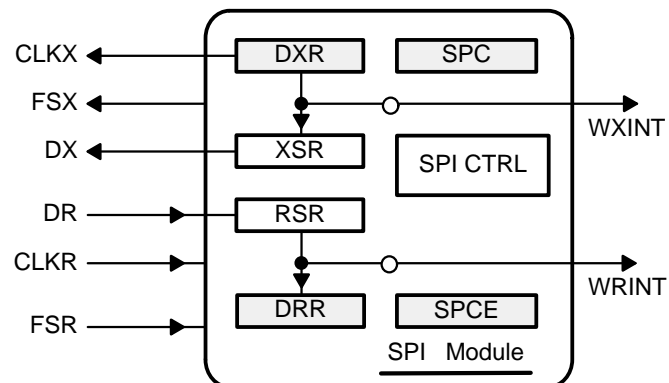 CLKX
DXR
SPC
FSX
WXINT
DX
XSR
SPI CTRL
DR
RSR
CLKR
WRINT
DRR
SPCE
FSR
SPI Module